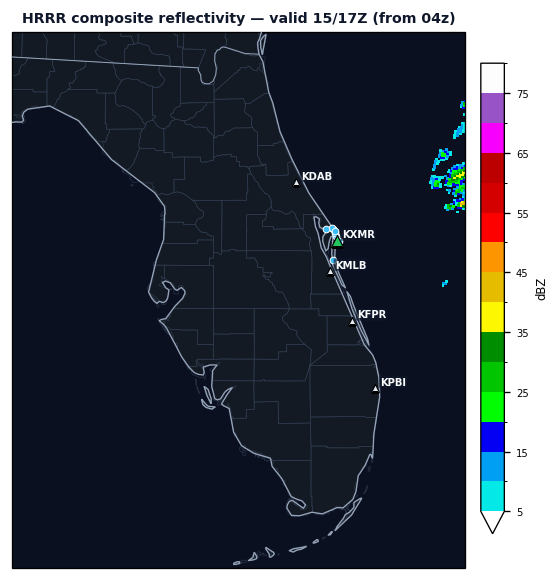 HRRR composite reflectivity — valid 15/17Z (from 04z)
KDAB
KXMR
KMLB
KFPR
KPBI
75
65
55
45
35
25
15
5
dBZ